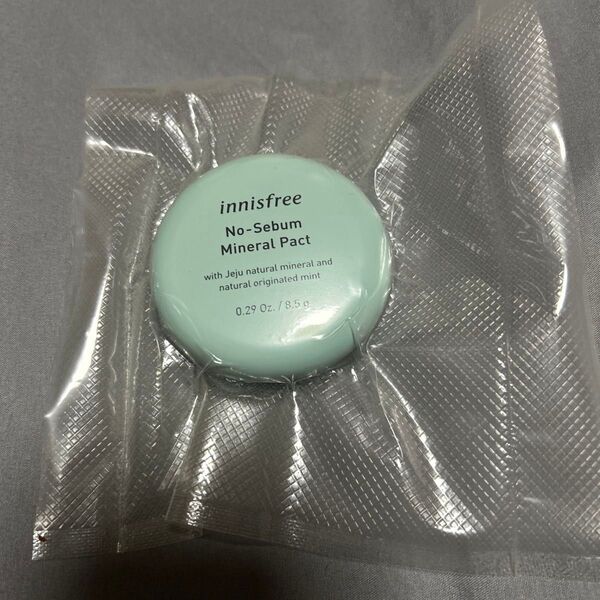 innisfree
No-Sebum
Mineral Pact
with Jeju natural mineral and
natural originated mint
0.29 Oz. / 8.5 g